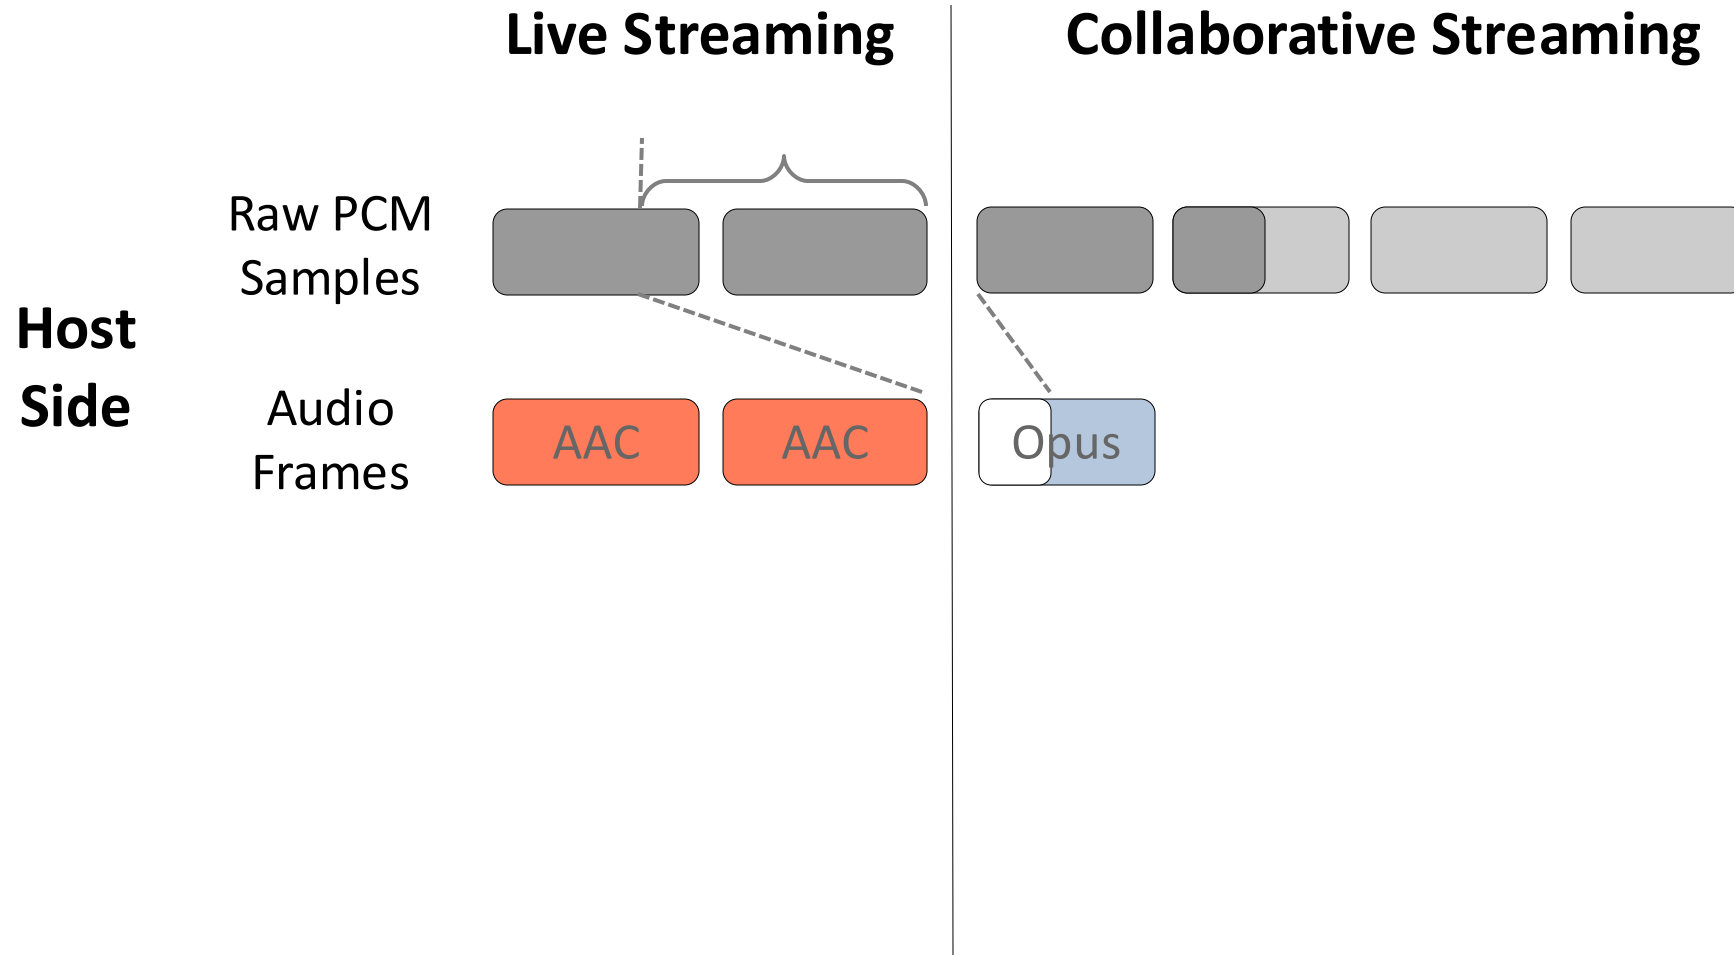 Live Streaming
Collaborative Streaming
Raw PCM
Samples
Host
Side
Audio
Frames
AAC
AAC
Opus